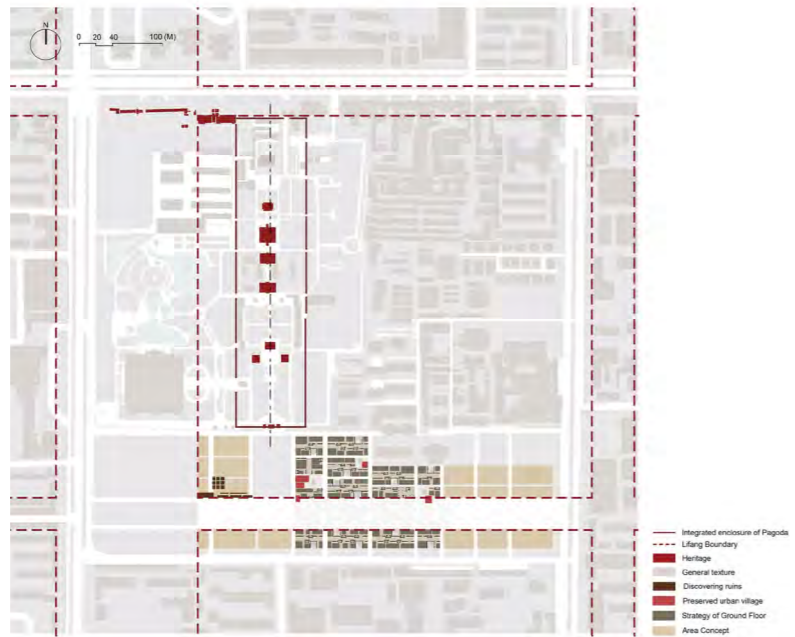 N
0 20 40 100 (M)
Integrated enclosure of Pagoda
Lifang Boundary
Heritage
General texture
Discovering ruins
Preserved urban village
Strategy of Ground Floor
Area Concept